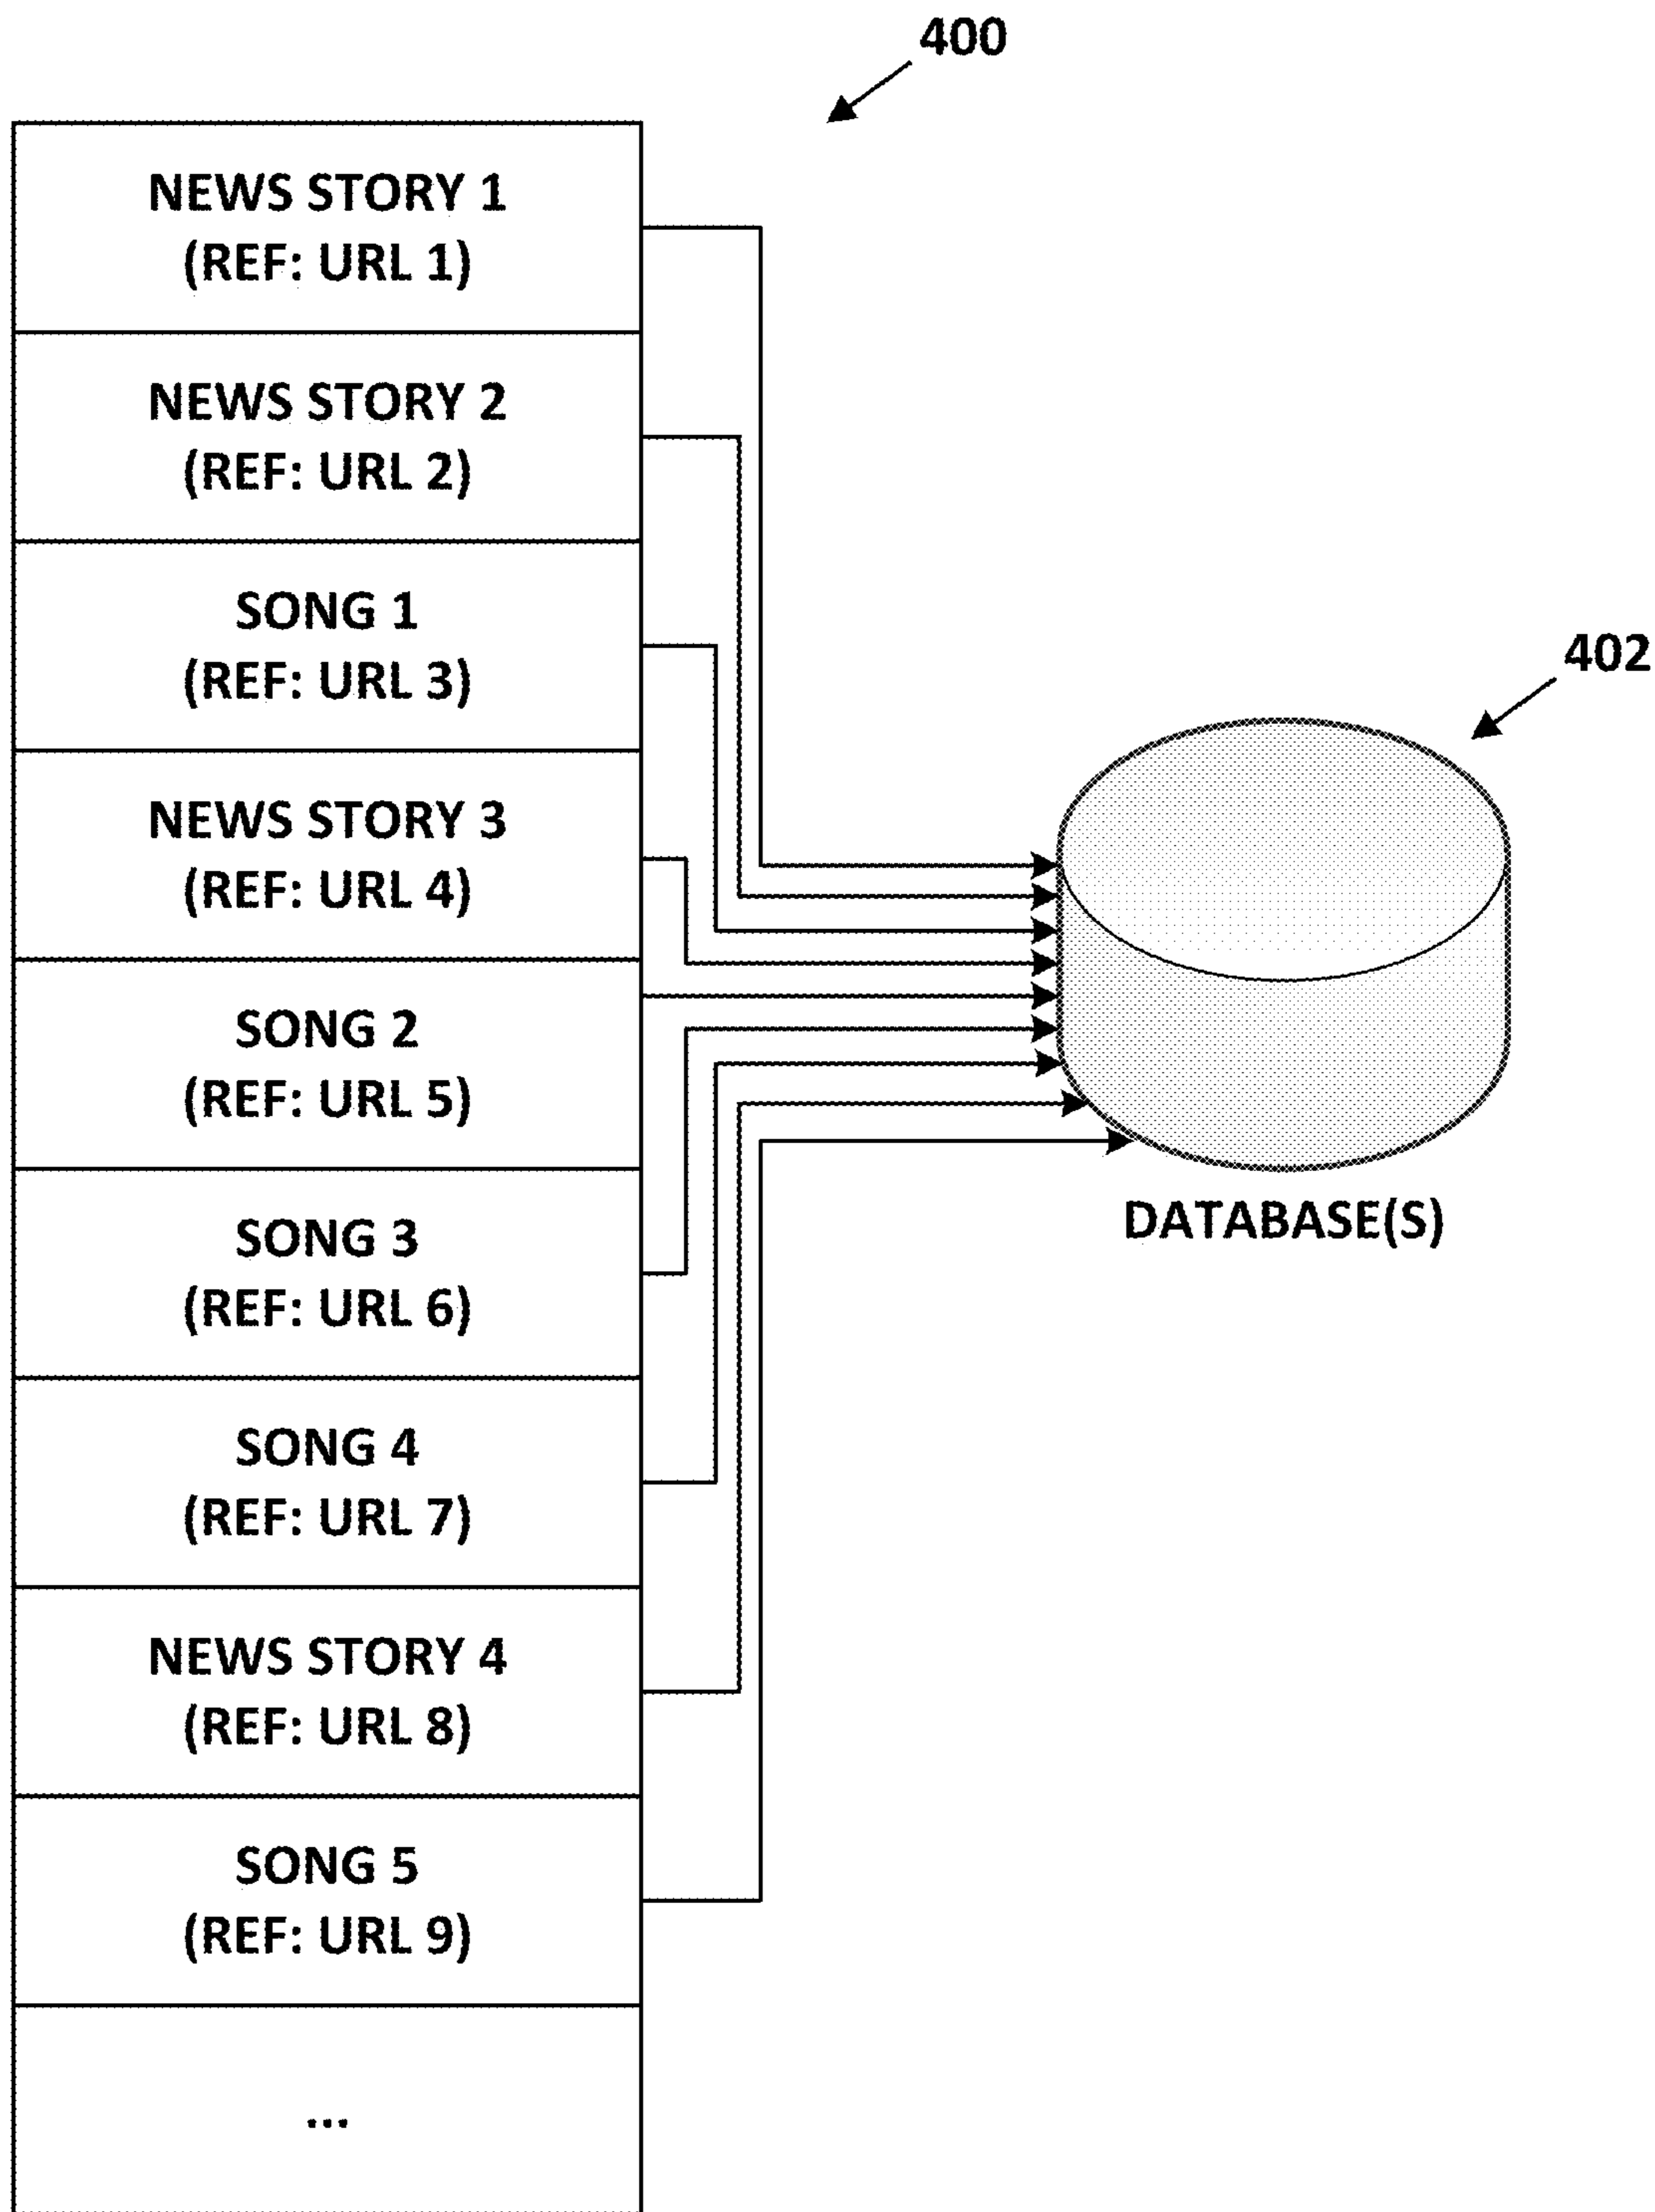 400
NEWS STORY 1
(REF: URL 1)
NEWS STORY 2
(REF: URL 2)
SONG 1
(REF: URL 3)
402
NEWS STORY 3
(REF: URL 4)
SONG 2
(REF: URL 5)
SONG 3
(REF: URL 6)
DATABASE(S)
SONG 4
(REF: URL 7)
NEWS STORY 4
(REF: URL 8)
SONG 5
(REF: URL 9)
...